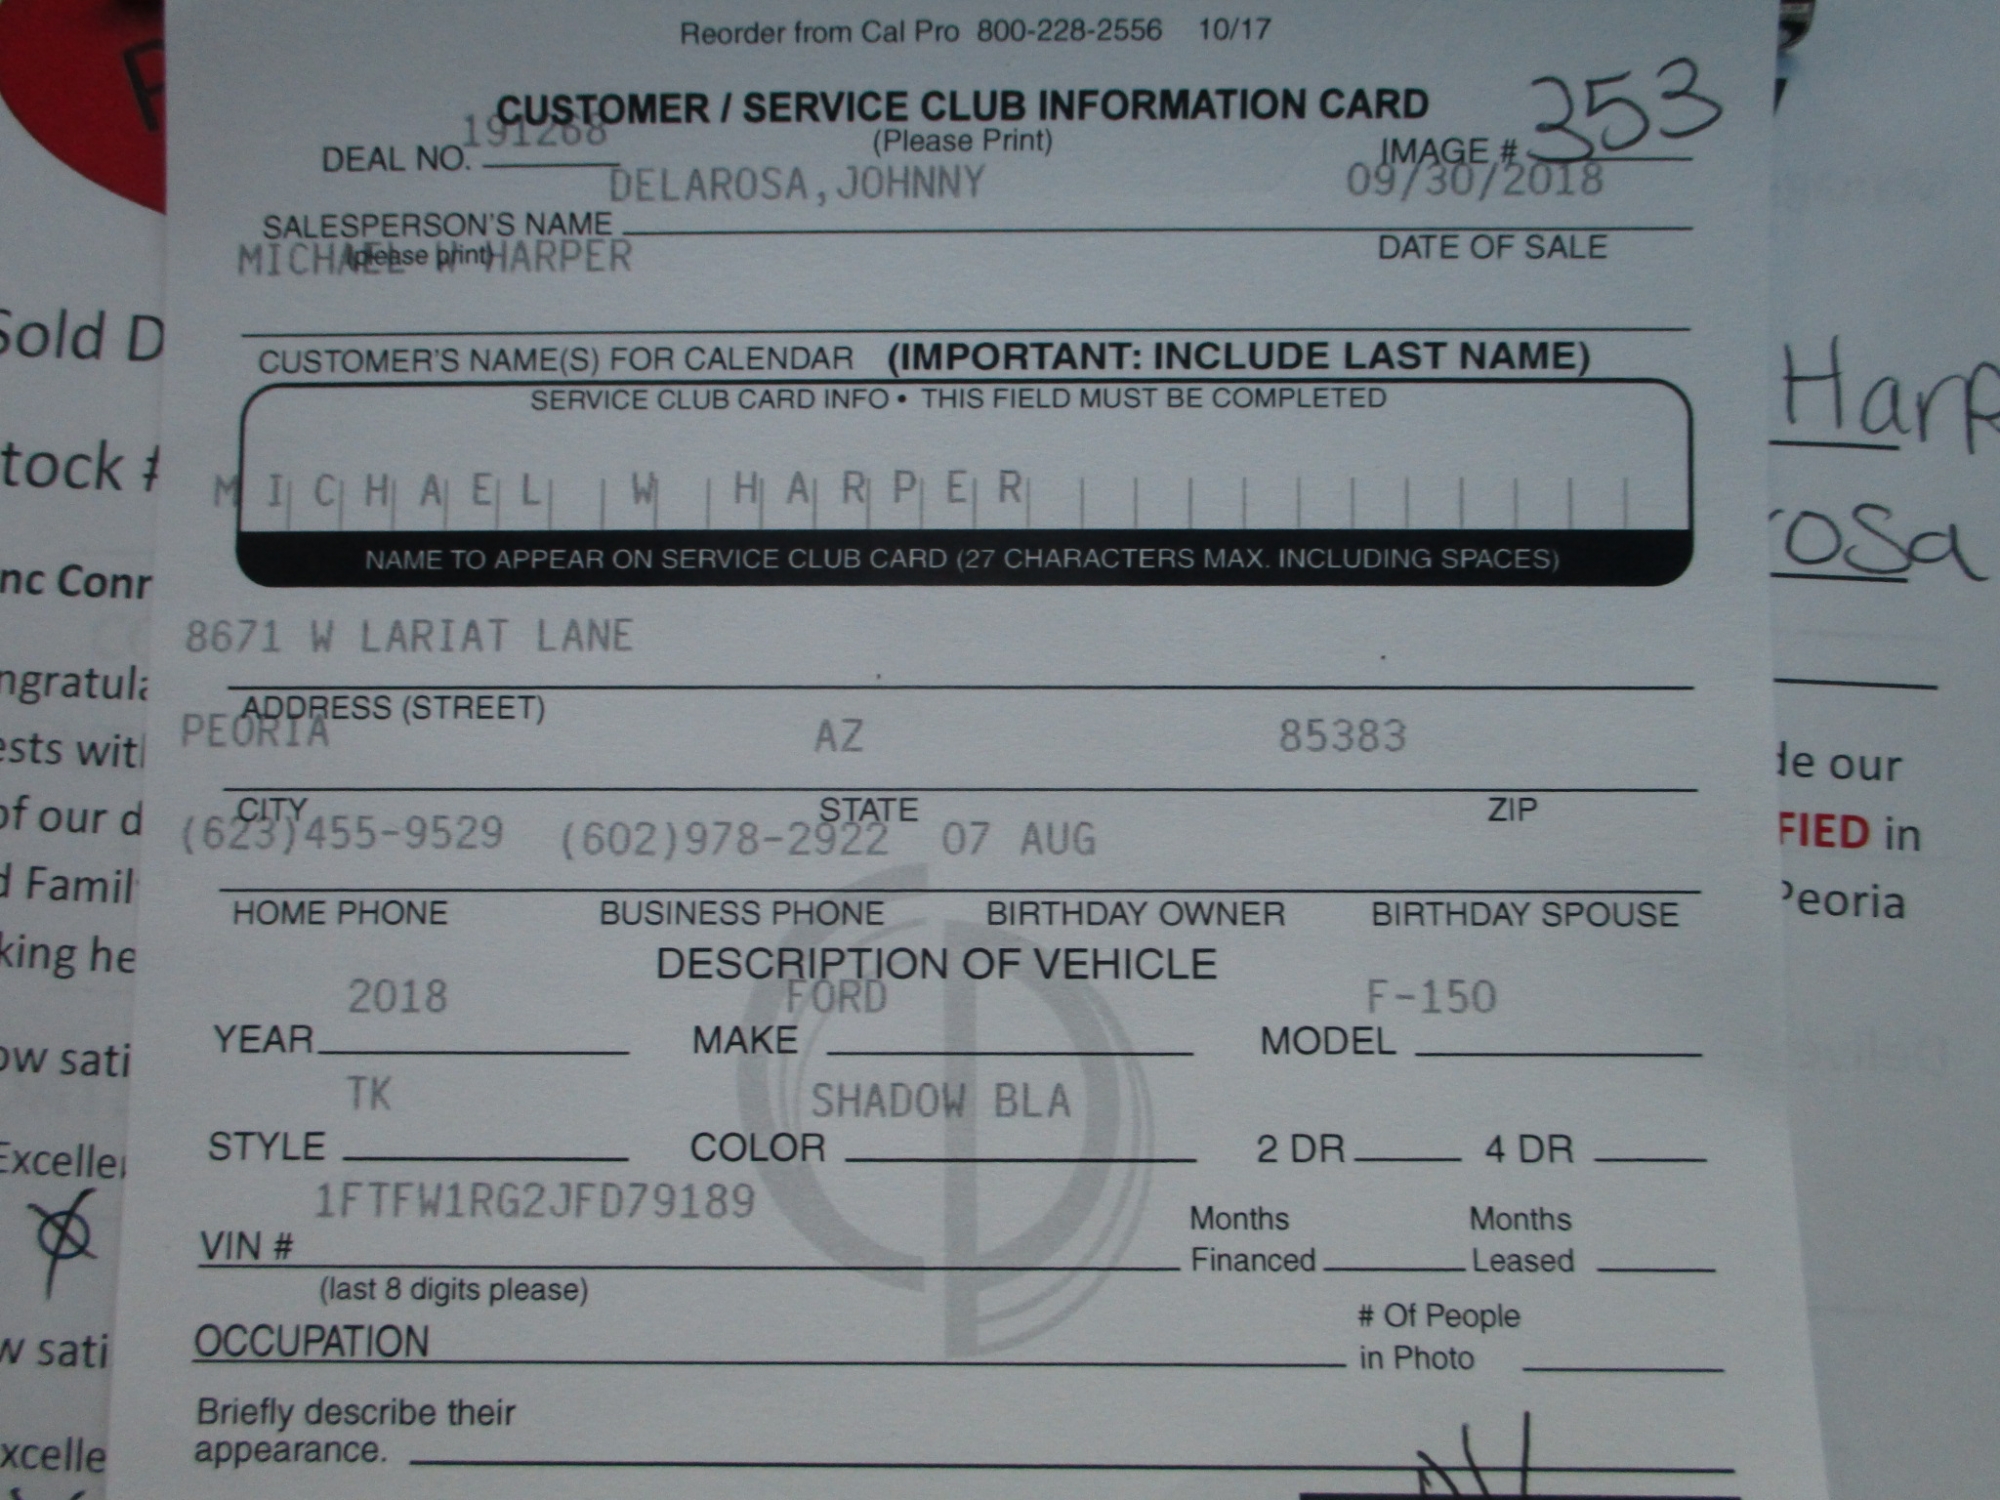 Reorder from Cal Pro 800-228-2556 10/17
CUSTOMER / SERVICE CLUB INFORMATION CARD
(Please Print)
DEAL NO. 191268
IMAGE # 353
DELAROSA,JOHNNY 09/30/2018
SALESPERSON'S NAME
(please print)
DATE OF SALE
MICHAEL W HARPER
CUSTOMER'S NAME(S) FOR CALENDAR (IMPORTANT: INCLUDE LAST NAME)
SERVICE CLUB CARD INFO • THIS FIELD MUST BE COMPLETED
MICHAEL W HARPER
NAME TO APPEAR ON SERVICE CLUB CARD (27 CHARACTERS MAX. INCLUDING SPACES)
8671 W LARIAT LANE
ADDRESS (STREET)
PEORIA AZ 85383
CITY STATE ZIP
(623)455-9529 (602)978-2922 07 AUG
HOME PHONE BUSINESS PHONE BIRTHDAY OWNER BIRTHDAY SPOUSE
DESCRIPTION OF VEHICLE
2018 FORD F-150
YEAR MAKE MODEL
TK SHADOW BLA
STYLE COLOR 2 DR 4 DR
1FTFW1RG2JFD79189
VIN # Months Financed Months Leased
(last 8 digits please)
OCCUPATION # Of People in Photo
Briefly describe their
appearance.
Sold D
tock #
nc Conr
ngratula
ests with
of our d
d Famil
king he
ow sati
Excelle
w sati
xcelle
Harp
rosa
de our
FIED in
Peoria